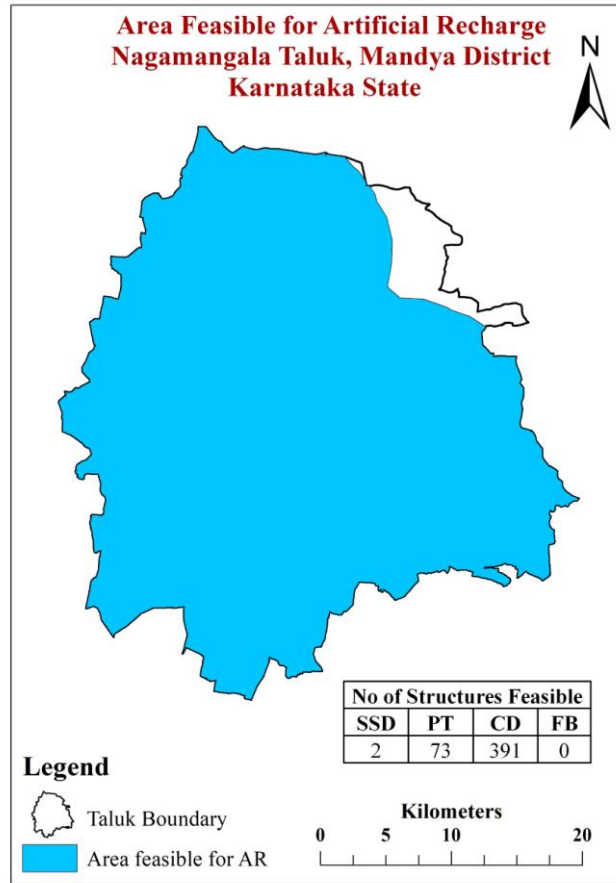 Area Feasible for Artificial Recharge
Nagamangala Taluk, Mandya District
Karnataka State
N
No of Structures Feasible
SSD PT CD FB
2 73 391 0
Legend
Taluk Boundary
Area feasible for AR
Kilometers
0 5 10 20